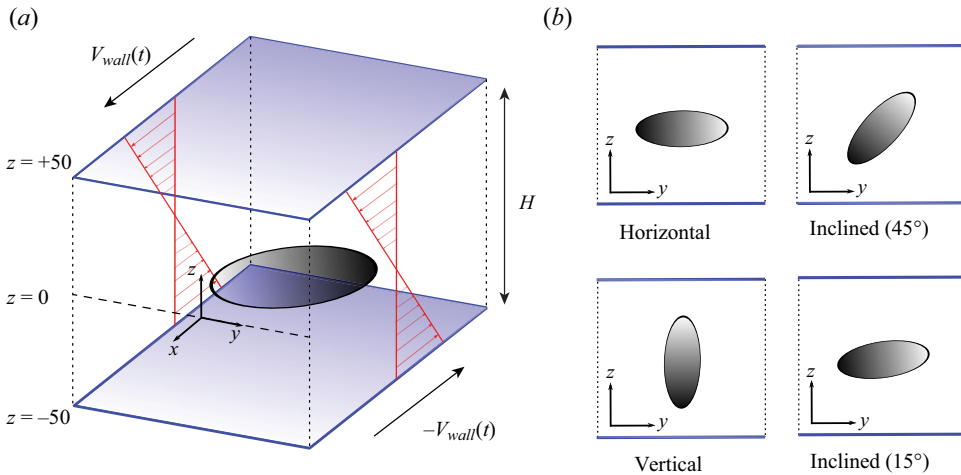 (a)
V_wall(t)
z = +50
H
z
z = 0
y
x
z = –50
–V_wall(t)
(b)
z
y
Horizontal
z
y
Inclined (45°)
z
y
Vertical
z
y
Inclined (15°)